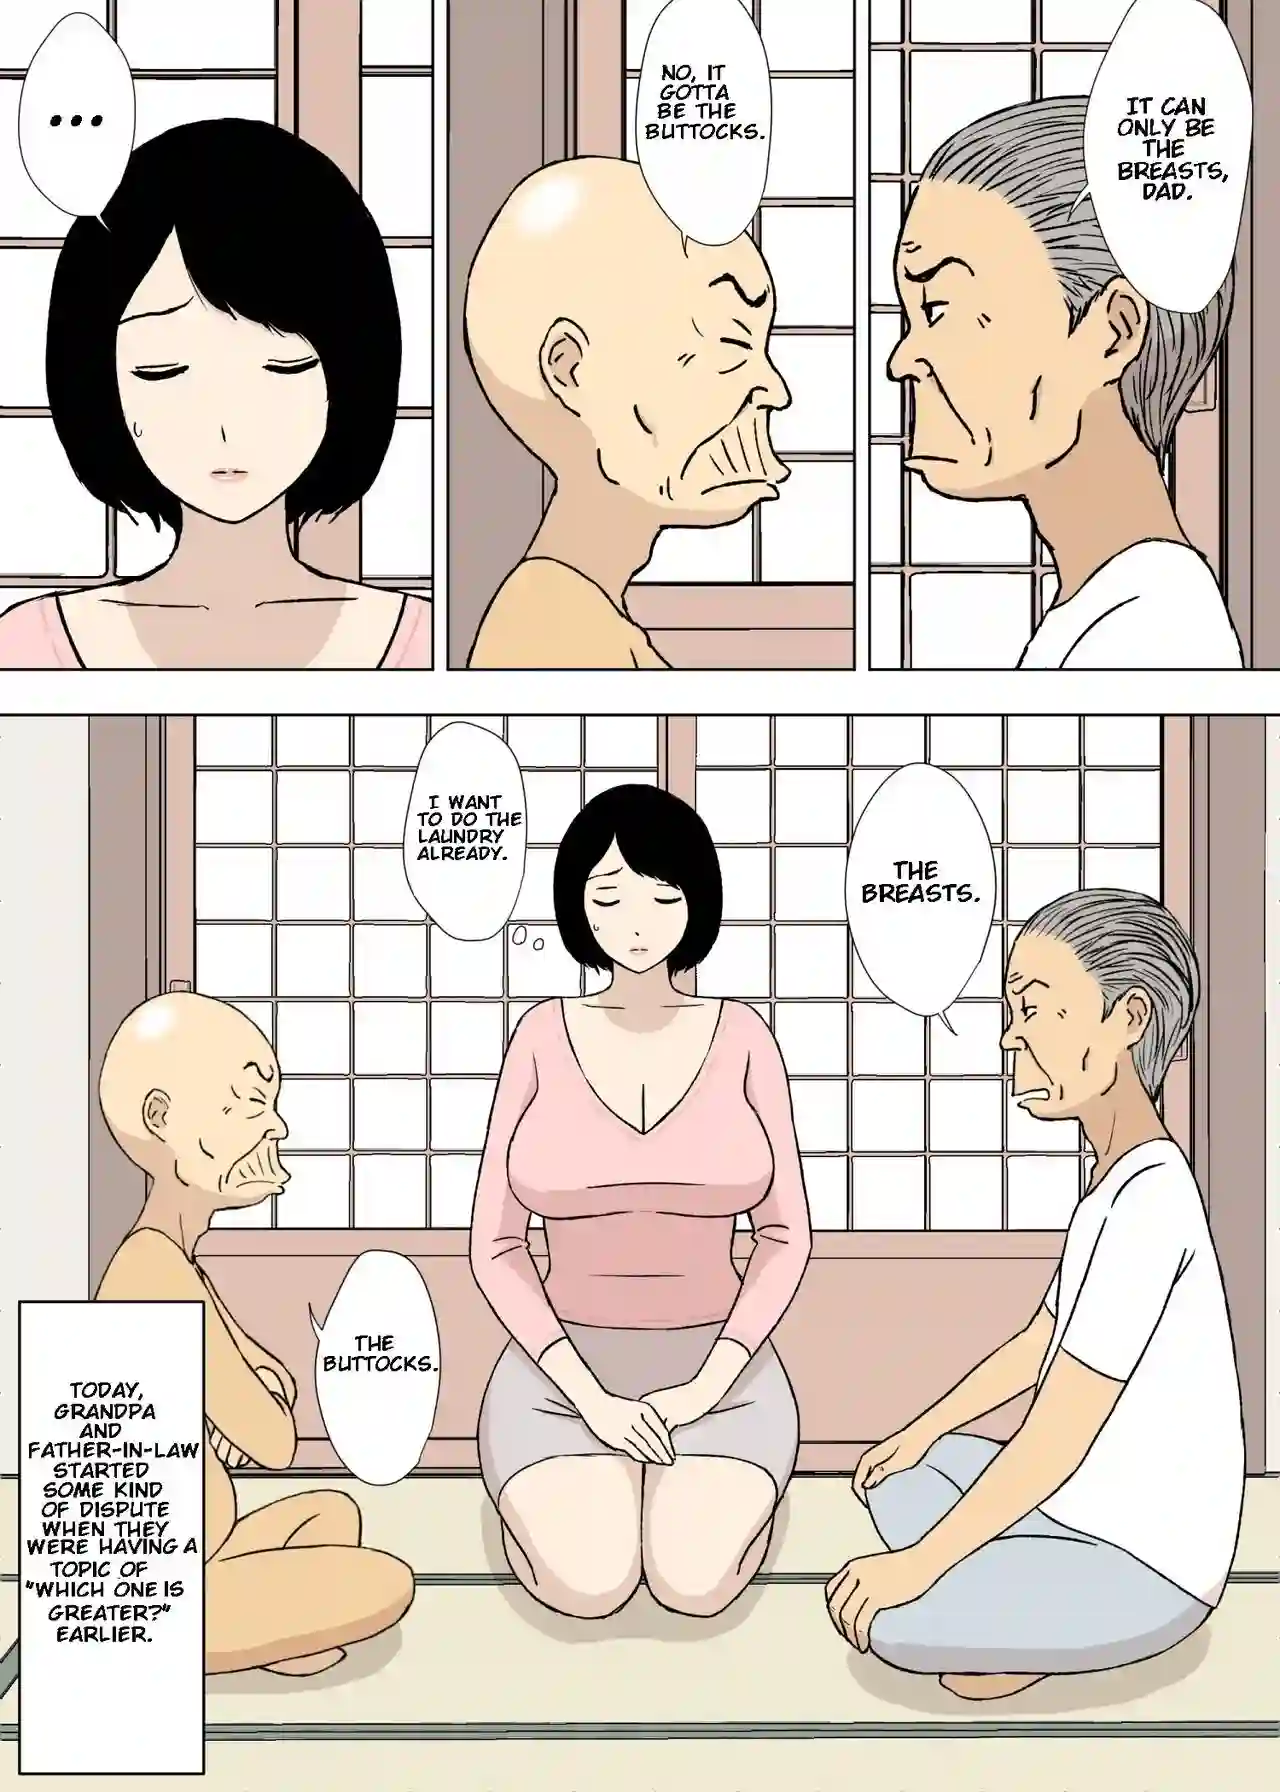 IT CAN
ONLY BE
THE
BREASTS,
DAD.
NO, IT
GOTTA
BE THE
BUTTOCKS.
...
THE
BREASTS.
I WANT
TO DO THE
LAUNDRY
ALREADY.
THE
BUTTOCKS.
TODAY,
GRANDPA
AND
FATHER-IN-LAW
STARTED
SOME KIND
OF DISPUTE
WHEN THEY
WERE HAVING A
TOPIC OF
"WHICH ONE IS
GREATER?"
EARLIER.